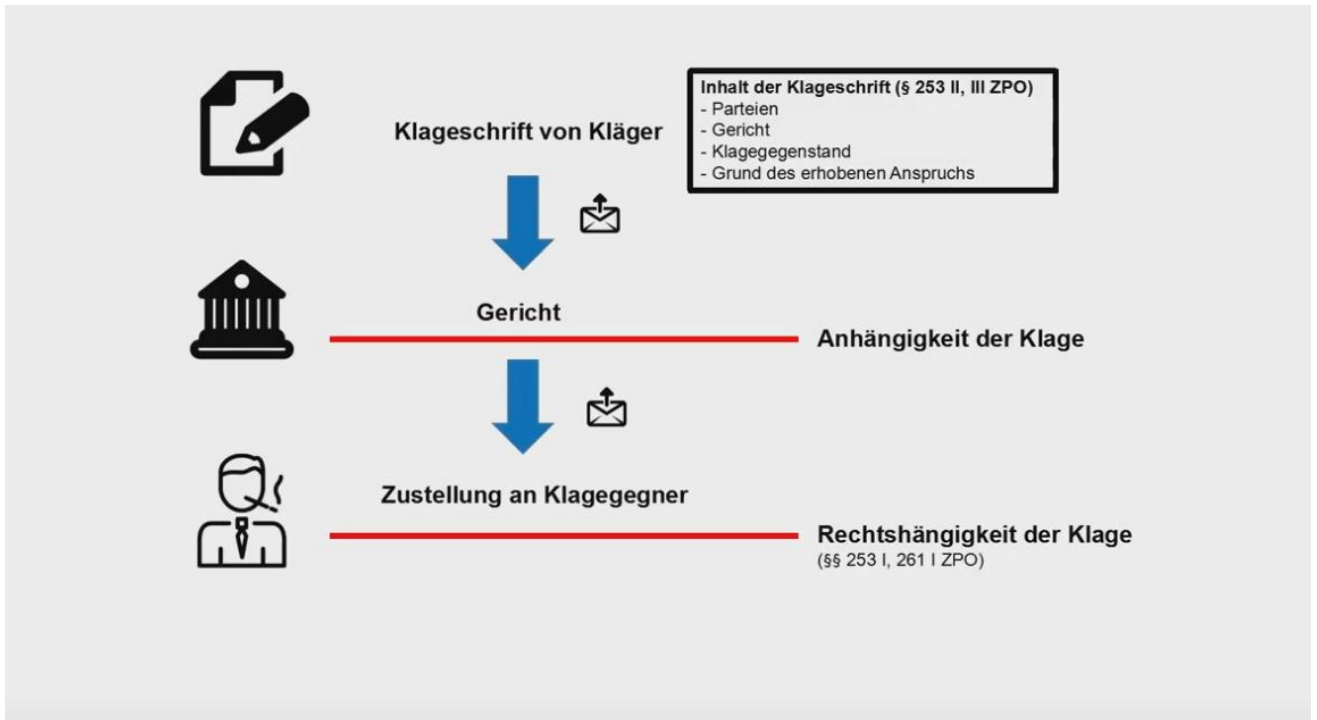 Klageschrift von Kläger
Inhalt der Klageschrift (§ 253 II, III ZPO)
- Parteien
- Gericht
- Klagegegenstand
- Grund des erhobenen Anspruchs
Gericht
Anhängigkeit der Klage
Zustellung an Klagegegner
Rechtshängigkeit der Klage
(§§ 253 I, 261 I ZPO)